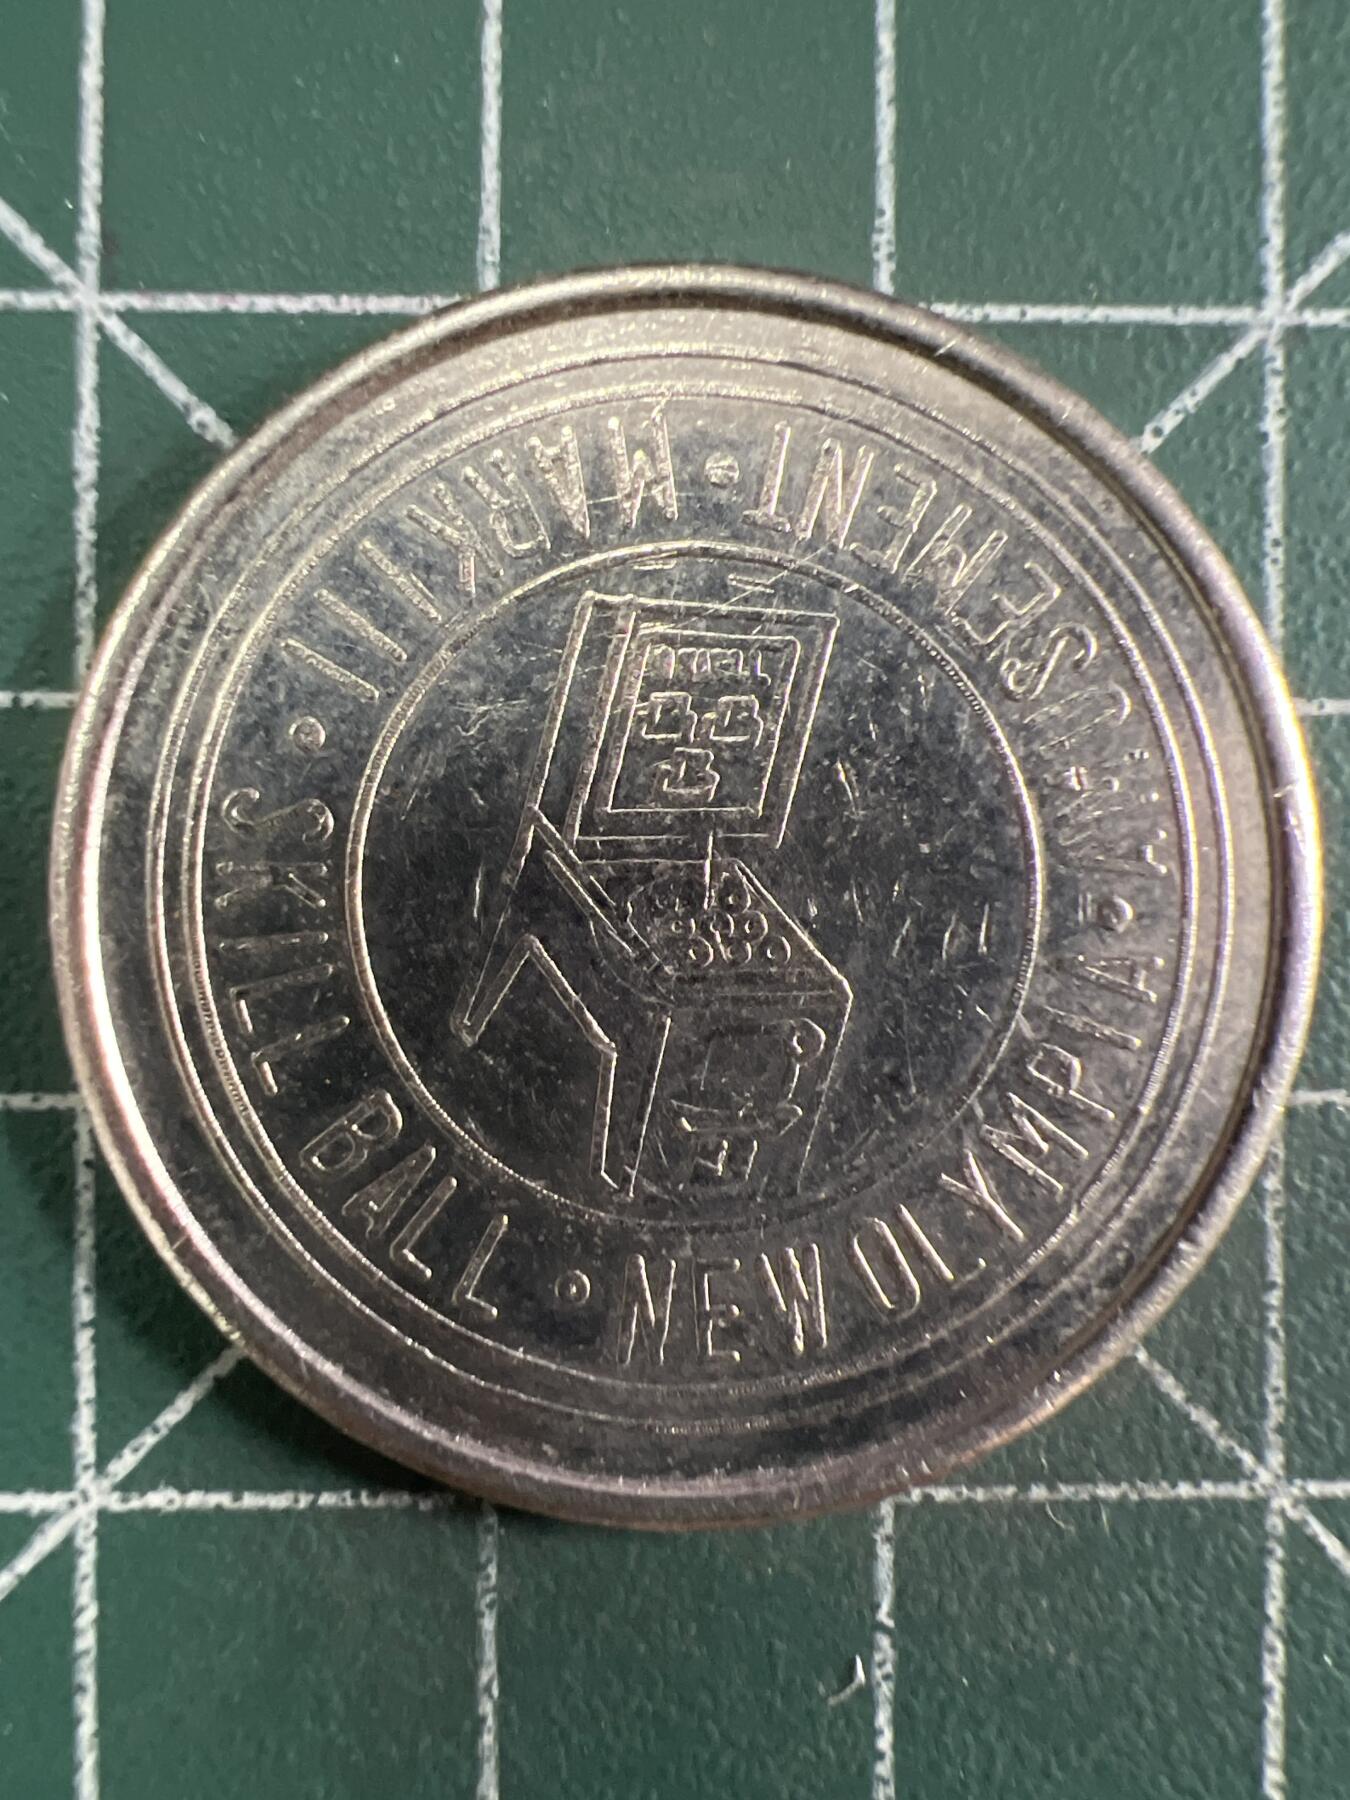 MARK III · SKILL BALL · NEW OLYMPIA · AMUSEMENT ·